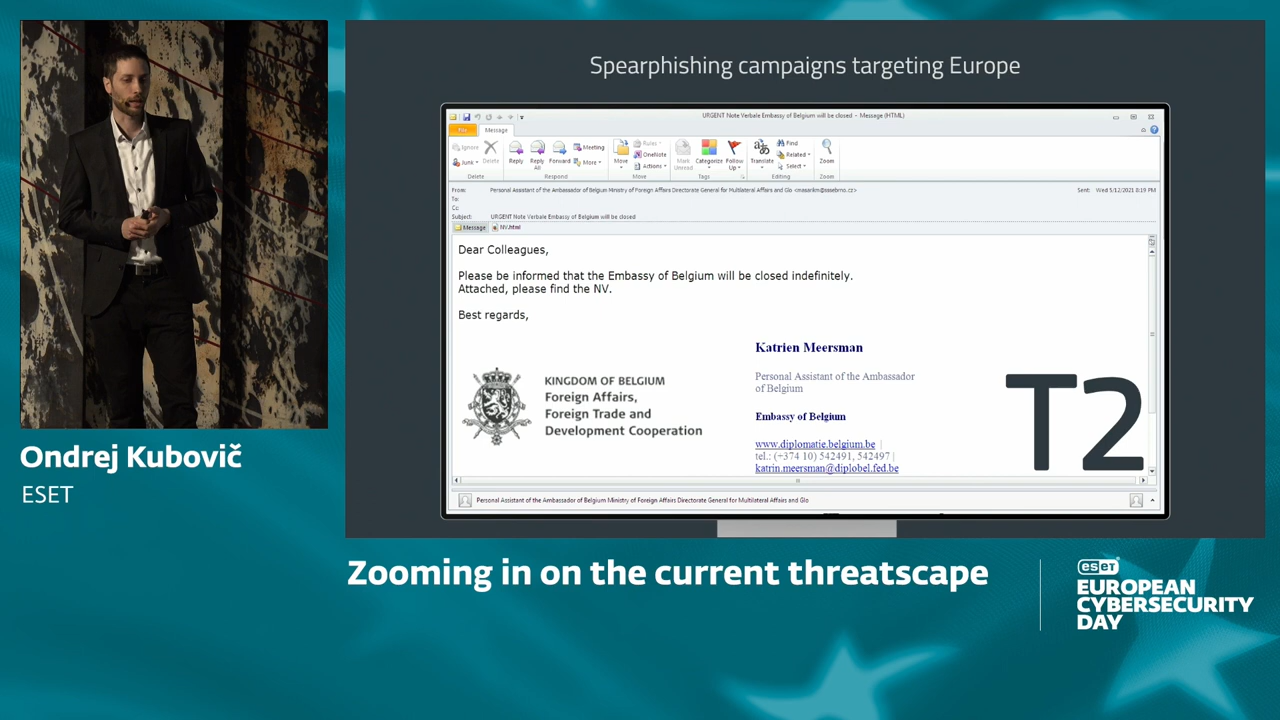 Spearphishing campaigns targeting Europe
URGENT Note Verbale Embassy of Belgium will be closed - Message (HTML)
File Message
Ignore
Junk
Delete
Reply
Reply All
Forward
Meeting
More
Move
Rules
OneNote
Actions
Mark Unread
Categorize
Follow Up
Translate
Find
Related
Select
Zoom
Delete Respond Move Tags Editing Zoom
From: Personal Assistant of the Ambassador of Belgium Ministry of Foreign Affairs Directorate General for Multilateral Affairs and Glo <masarikm@sssebrno.cz> Sent: Wed 5/12/2021 8:19 PM
To:
Cc:
Subject: URGENT Note Verbale Embassy of Belgium will be closed
Message NV.html
Dear Colleagues,
Please be informed that the Embassy of Belgium will be closed indefinitely.
Attached, please find the NV.
Best regards,
KINGDOM OF BELGIUM
Foreign Affairs,
Foreign Trade and
Development Cooperation
Katrien Meersman
Personal Assistant of the Ambassador
of Belgium
Embassy of Belgium
www.diplomatie.belgium.be |
tel.: (+374 10) 542491, 542497 |
katrin.meersman@diplobel.fed.be
T2
Personal Assistant of the Ambassador of Belgium Ministry of Foreign Affairs Directorate General for Multilateral Affairs and Glo
Ondrej Kubovič
ESET
Zooming in on the current threatscape
eset
EUROPEAN
CYBERSECURITY
DAY